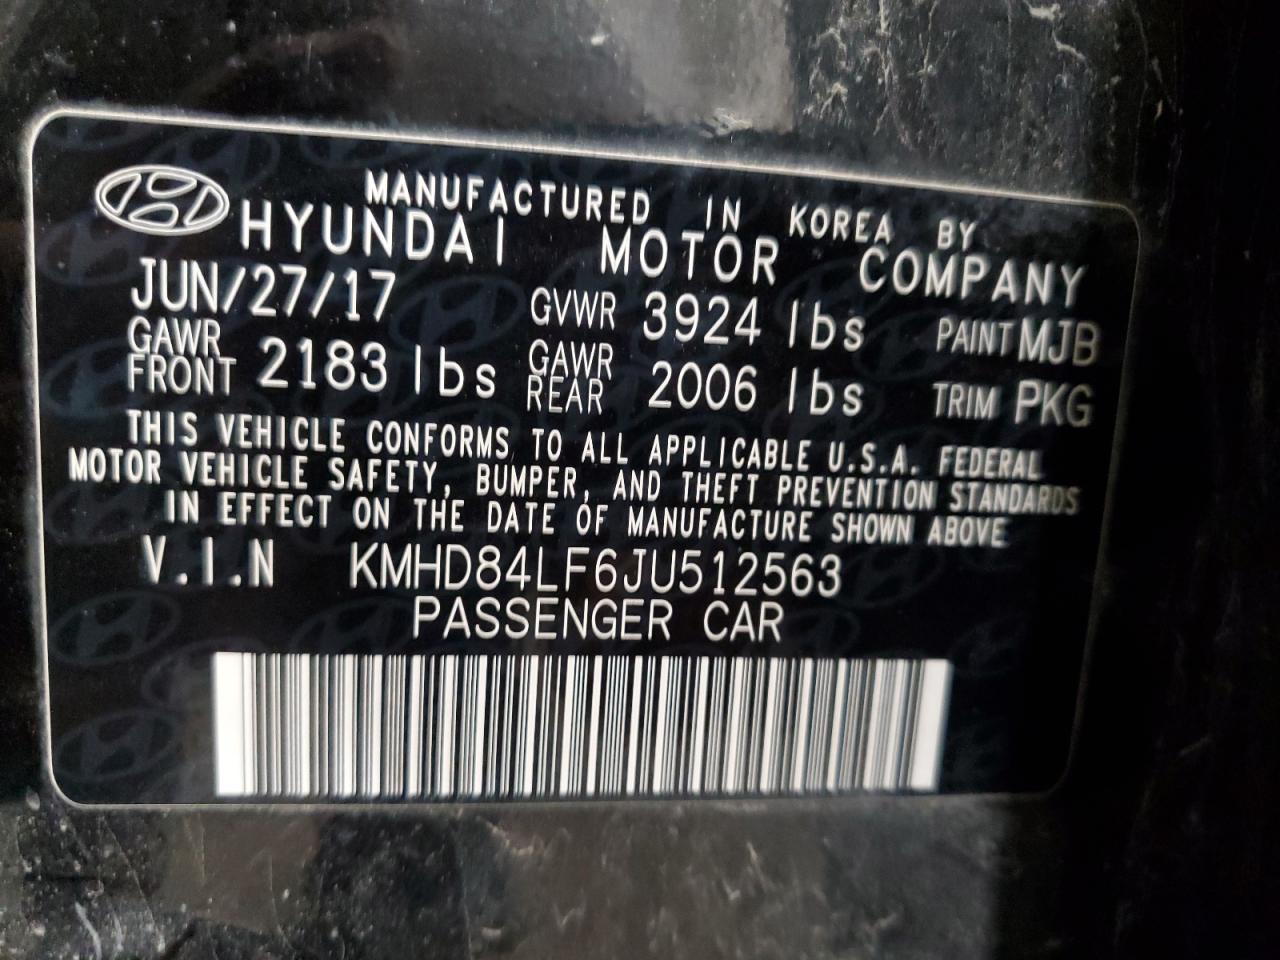 MANUFACTURED IN KOREA BY
HYUNDAI MOTOR COMPANY
JUN/27/17 GVWR 3924 lbs PAINT MJB
GAWR FRONT 2183 lbs GAWR REAR 2006 lbs TRIM PKG
THIS VEHICLE CONFORMS TO ALL APPLICABLE U.S.A. FEDERAL
MOTOR VEHICLE SAFETY, BUMPER, AND THEFT PREVENTION STANDARDS
IN EFFECT ON THE DATE OF MANUFACTURE SHOWN ABOVE
V.I.N KMHD84LF6JU512563
PASSENGER CAR